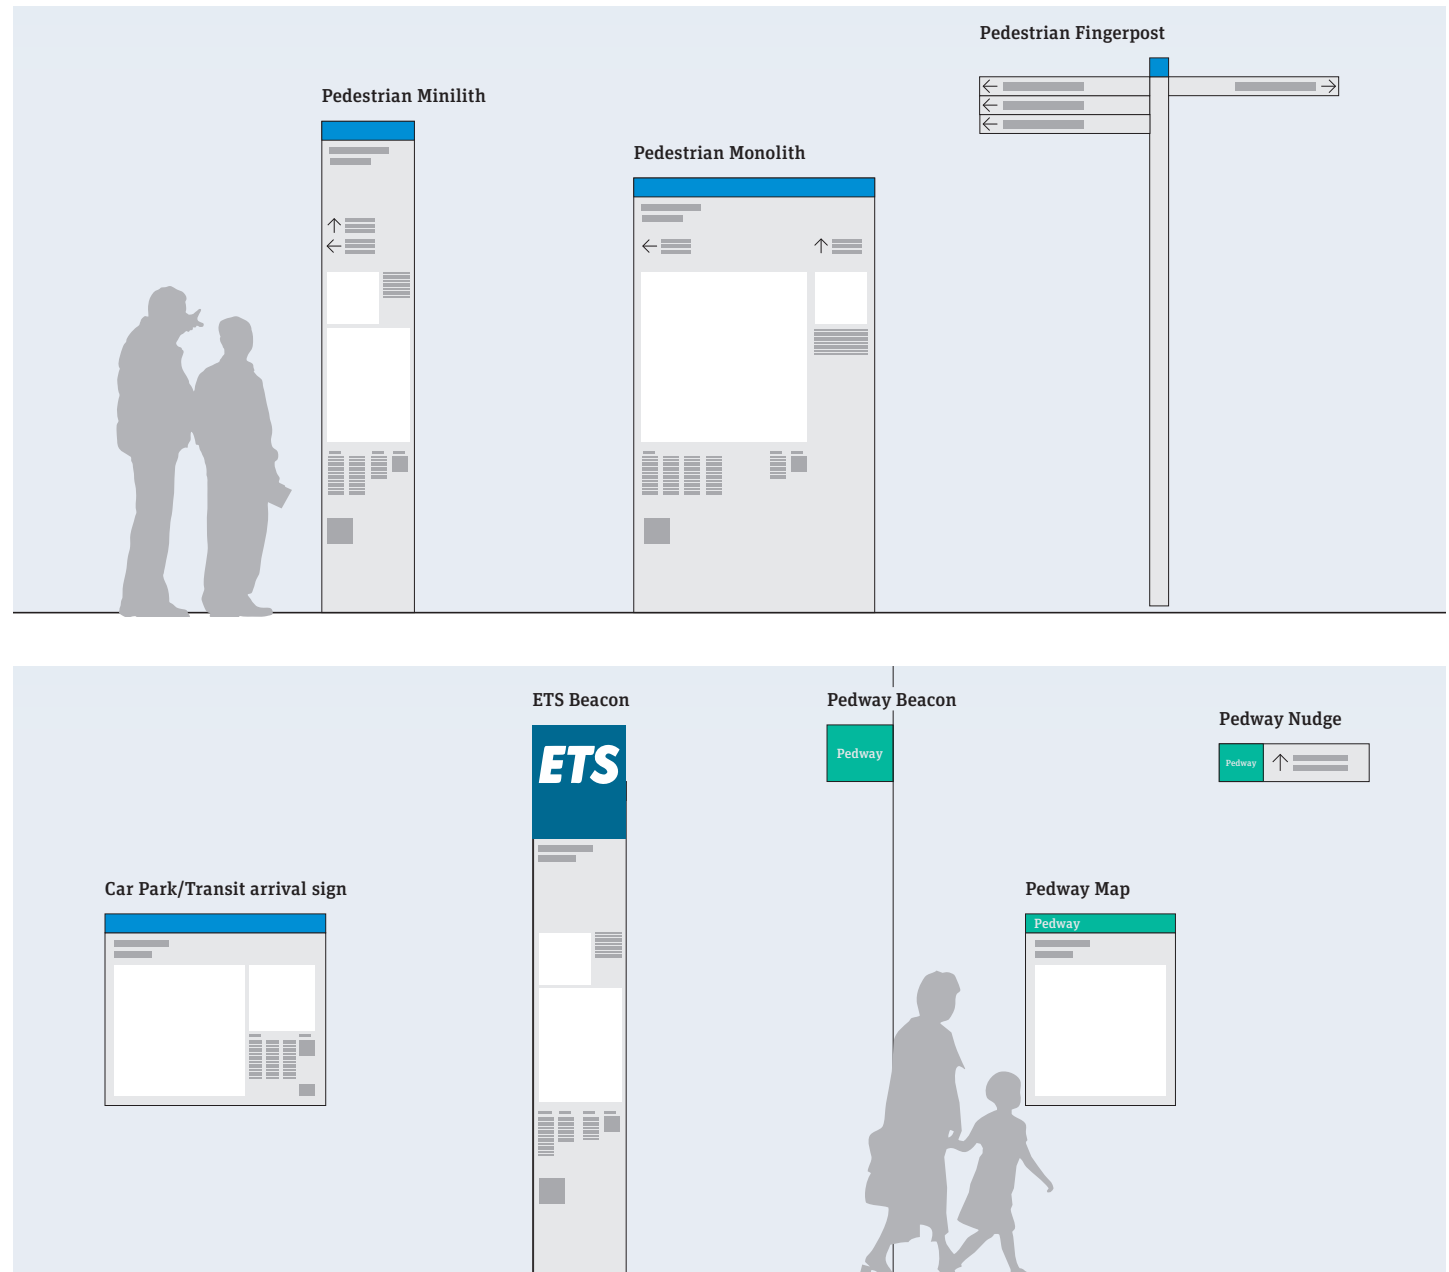 Pedestrian Fingerpost
Pedestrian Minilith
Pedestrian Monolith
ETS Beacon
Pedway Beacon
Pedway Nudge
ETS
Pedway
Pedway
Car Park/Transit arrival sign
Pedway Map
Pedway